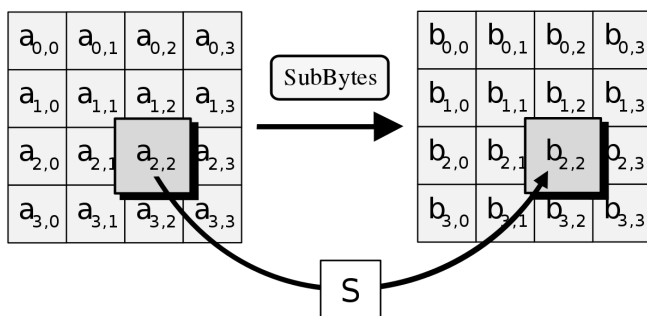 a0,0 a0,1 a0,2 a0,3
b0,0 b0,1 b0,2 b0,3
SubBytes
a1,0 a1,1 a1,2 a1,3
b1,0 b1,1 b1,2 b1,3
a2,0 a2,1 a2,2 a2,3
b2,0 b2,1 b2,2 b2,3
a3,0 a3,1 a3,2 a3,3
b3,0 b3,1 b3,2 b3,3
S